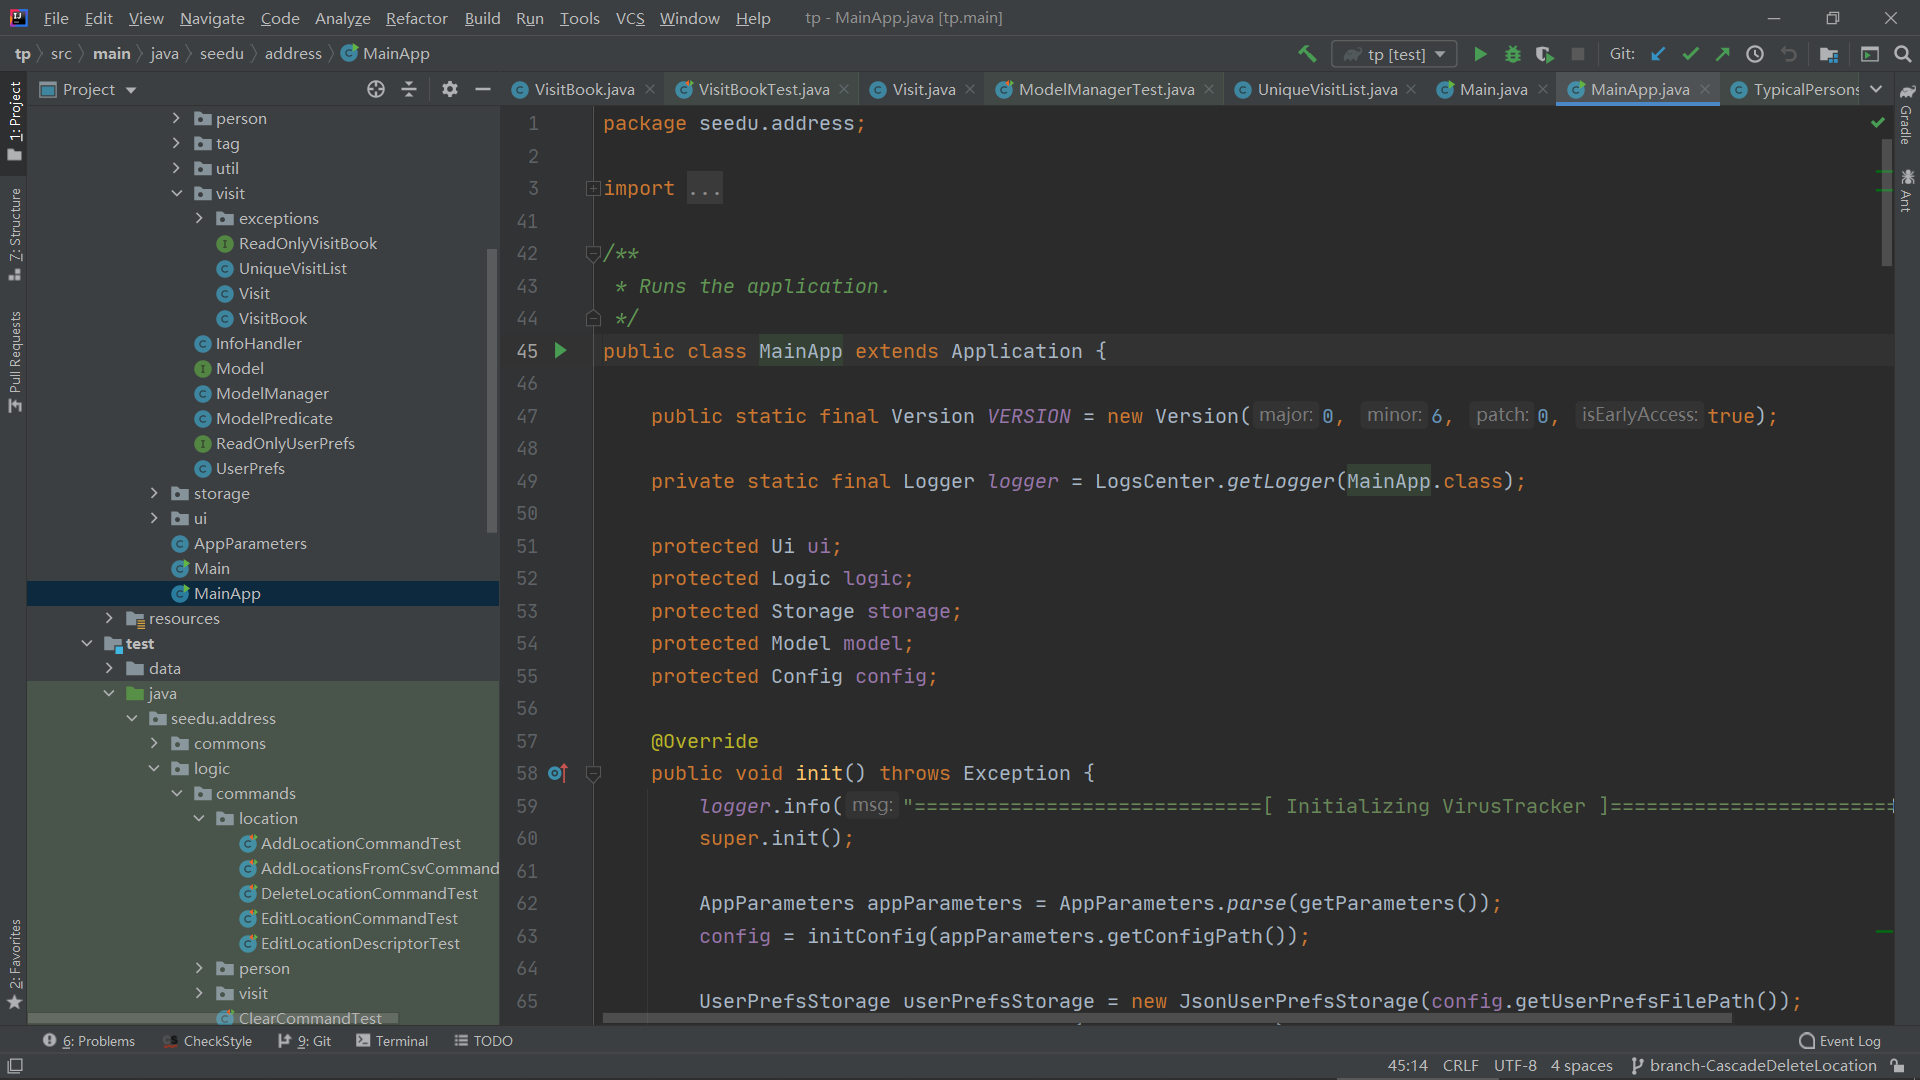 File Edit View Navigate Code Analyze Refactor Build Run Tools VCS Window Help tp - MainApp.java [tp.main]
tp src main java seedu address MainApp tp [test] Git:
Project VisitBook.java VisitBookTest.java Visit.java ModelManagerTest.java UniqueVisitList.java Main.java MainApp.java TypicalPersons
1: Project
7: Structure
Pull Requests
2: Favorites
person
tag
util
visit
exceptions
ReadOnlyVisitBook
UniqueVisitList
Visit
VisitBook
InfoHandler
Model
ModelManager
ModelPredicate
ReadOnlyUserPrefs
UserPrefs
storage
ui
AppParameters
Main
MainApp
resources
test
data
java
seedu.address
commons
logic
commands
location
AddLocationCommandTest
AddLocationsFromCsvCommand
DeleteLocationCommandTest
EditLocationCommandTest
EditLocationDescriptorTest
person
visit
ClearCommandTest
1 package seedu.address;
2
3 import ...
41
42 /**
43 * Runs the application.
44 */
45 public class MainApp extends Application {
46
47 public static final Version VERSION = new Version( major: 0, minor: 6, patch: 0, isEarlyAccess: true);
48
49 private static final Logger logger = LogsCenter.getLogger(MainApp.class);
50
51 protected Ui ui;
52 protected Logic logic;
53 protected Storage storage;
54 protected Model model;
55 protected Config config;
56
57 @Override
58 public void init() throws Exception {
59 logger.info( msg: "=============================[ Initializing VirusTracker ]========================
60 super.init();
61
62 AppParameters appParameters = AppParameters.parse(getParameters());
63 config = initConfig(appParameters.getConfigPath());
64
65 UserPrefsStorage userPrefsStorage = new JsonUserPrefsStorage(config.getUserPrefsFilePath());
Gradle
Ant
6: Problems CheckStyle 9: Git Terminal TODO Event Log
45:14 CRLF UTF-8 4 spaces branch-CascadeDeleteLocation